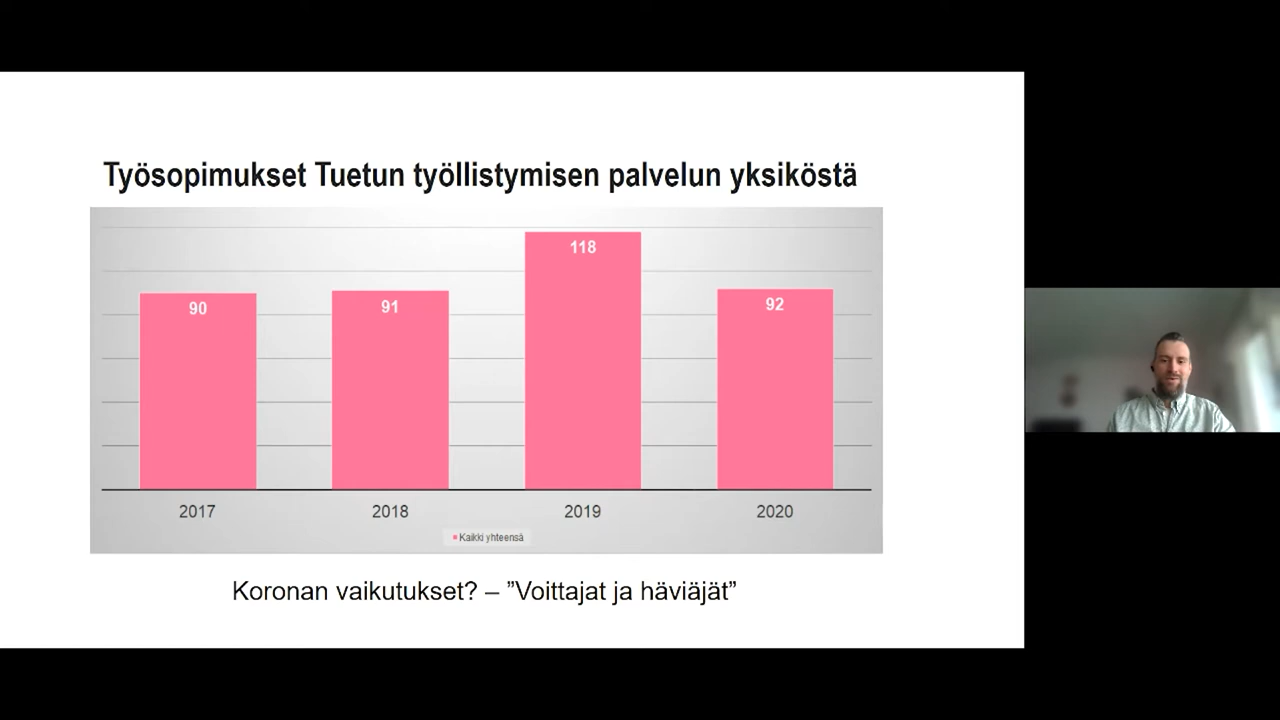 Työsopimukset Tuetun työllistymisen palvelun yksiköstä
90
91
118
92
2017
2018
2019
2020
Kaikki yhteensä
Koronan vaikutukset? – ”Voittajat ja häviäjät”